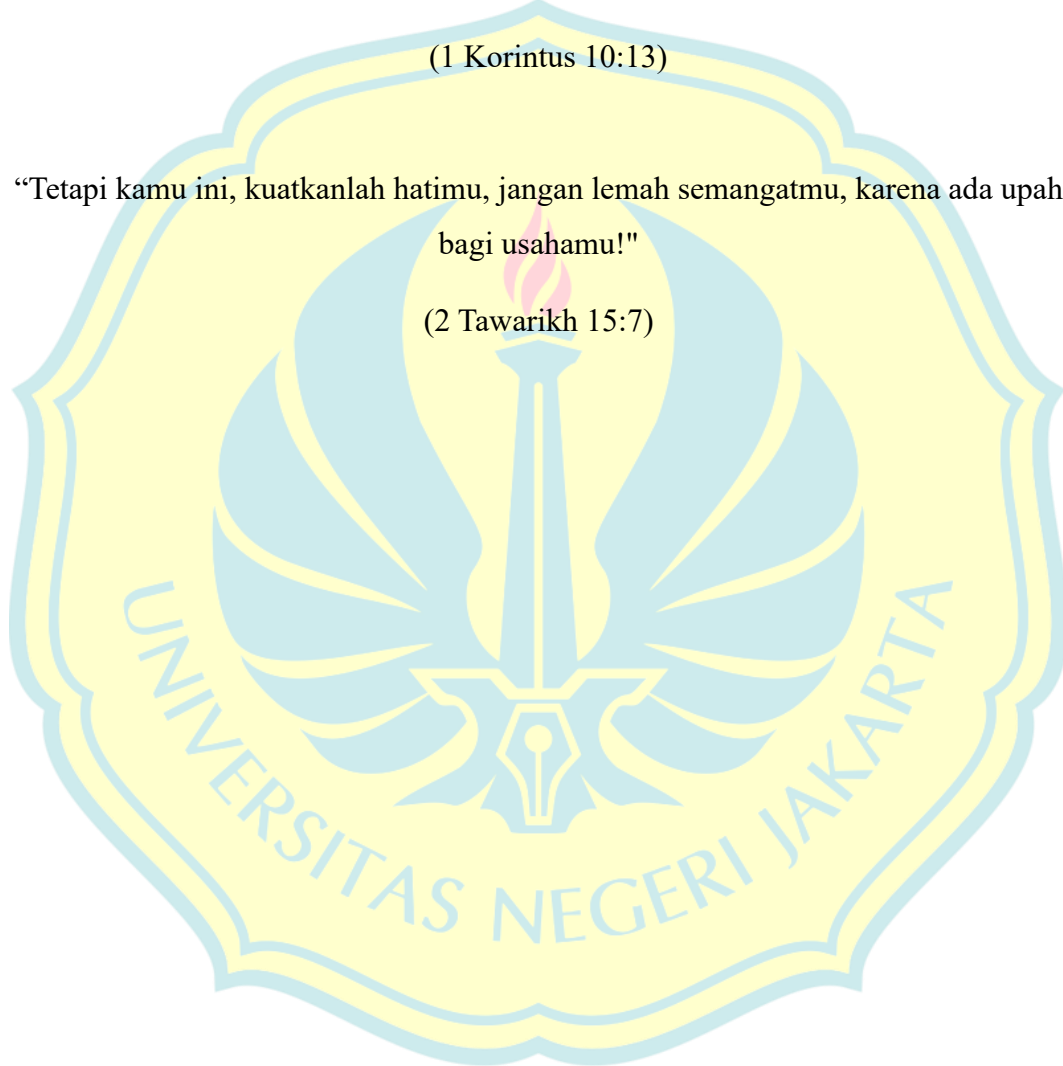 (1 Korintus 10:13)
“Tetapi kamu ini, kuatkanlah hatimu, jangan lemah semangatmu, karena ada upah
bagi usahamu!"
(2 Tawarikh 15:7)
UNIVERSITAS NEGERI JAKARTA